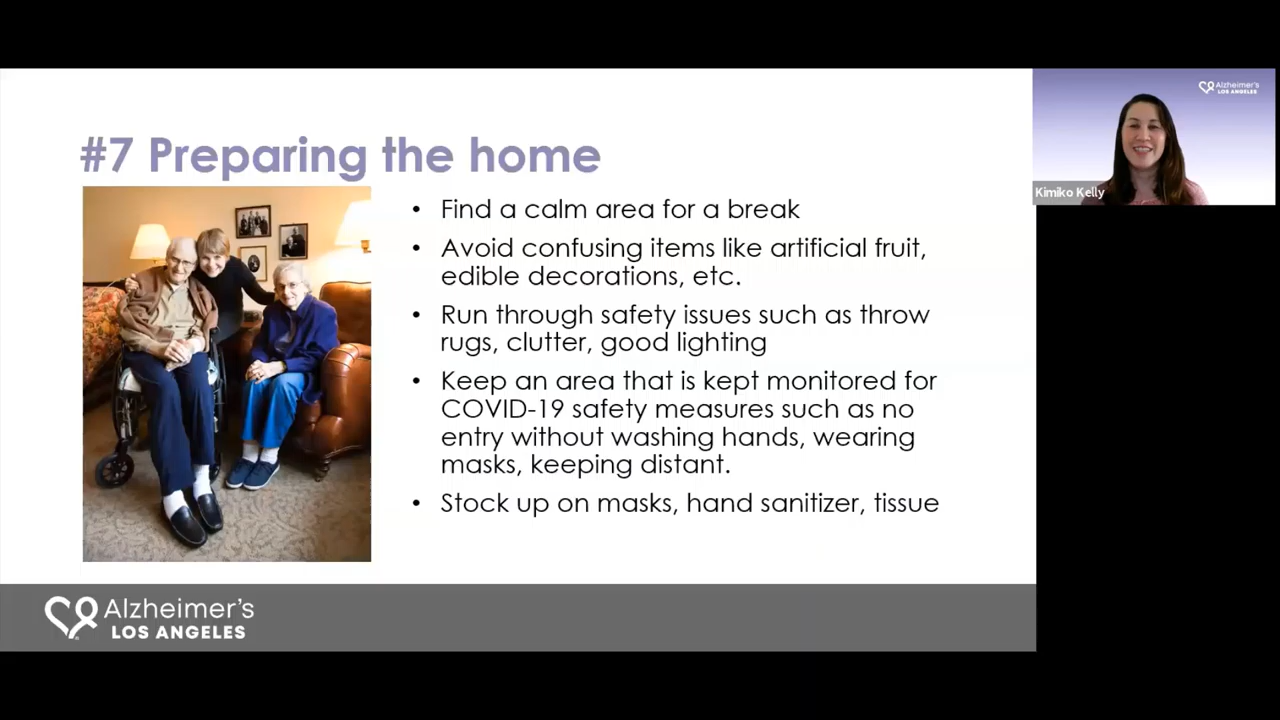 #7 Preparing the home
• Find a calm area for a break
• Avoid confusing items like artificial fruit,
edible decorations, etc.
• Run through safety issues such as throw
rugs, clutter, good lighting
• Keep an area that is kept monitored for
COVID-19 safety measures such as no
entry without washing hands, wearing
masks, keeping distant.
• Stock up on masks, hand sanitizer, tissue
Alzheimer's
LOS ANGELES
Alzheimer's
LOS ANGELES
Kimiko Kelly